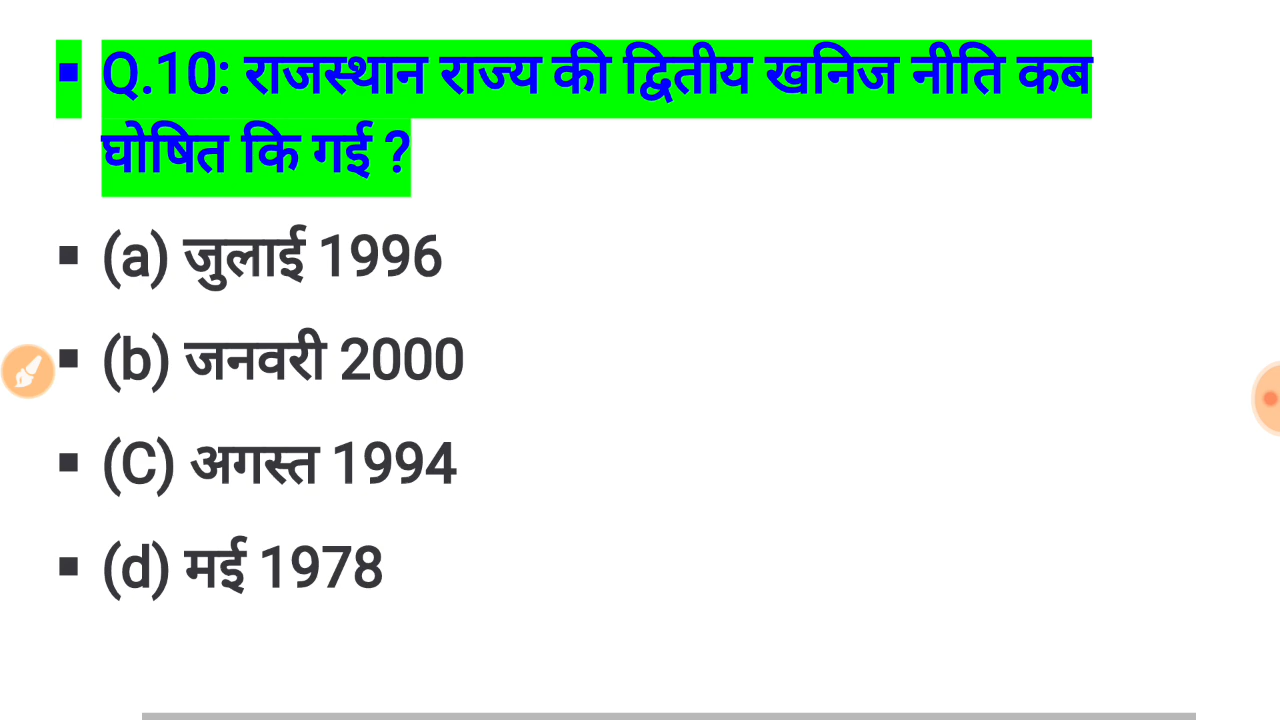 ▪ Q.10: राजस्थान राज्य की द्वितीय खनिज नीति कब
घोषित कि गई ?
▪ (a) जुलाई 1996
▪ (b) जनवरी 2000
▪ (C) अगस्त 1994
▪ (d) मई 1978